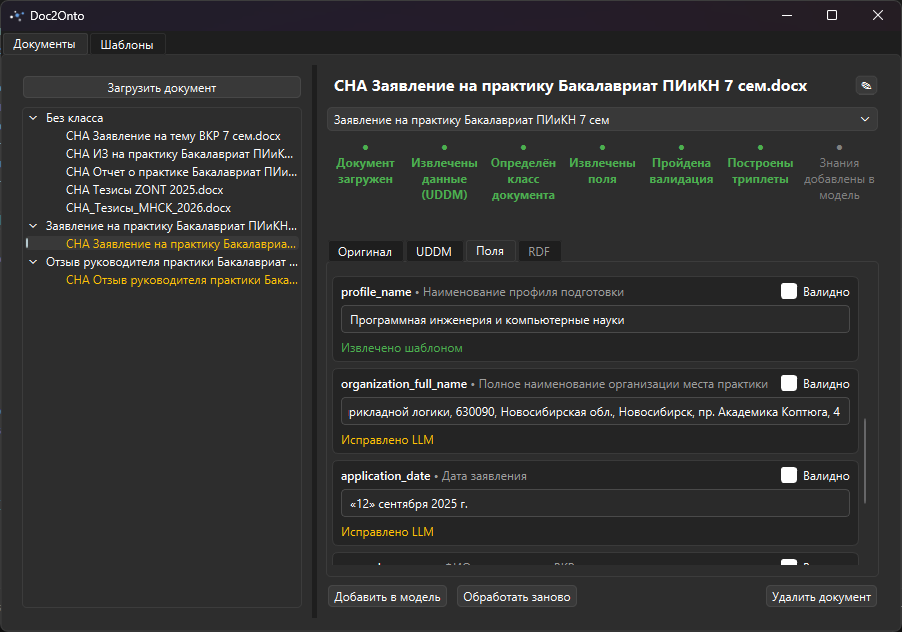 Doc2Onto
Документы
Шаблоны
Загрузить документ
Без класса
СНА Заявление на тему ВКР 7 сем.docx
СНА ИЗ на практику Бакалавриат ПИиК...
СНА Отчет о практике Бакалавриат ПИи...
СНА Тезисы ZONT 2025.docx
СНА_Тезисы_МНСК_2026.docx
Заявление на практику Бакалавриат ПИиКН...
СНА Заявление на практику Бакалавриа...
Отзыв руководителя практики Бакалавриат ...
СНА Отзыв руководителя практики Бака...
СНА Заявление на практику Бакалавриат ПИиКН 7 сем.docx
Заявление на практику Бакалавриат ПИиКН 7 сем
Документ загружен
Извлечены данные (UDDM)
Определён класс документа
Извлечены поля
Пройдена валидация
Построены триплеты
Знания добавлены в модель
Оригинал
UDDM
Поля
RDF
profile_name • Наименование профиля подготовки
Валидно
Программная инженерия и компьютерные науки
Извлечено шаблоном
organization_full_name • Полное наименование организации места практики
Валидно
рикладной логики, 630090, Новосибирская обл., Новосибирск, пр. Академика Коптюга, 4
Исправлено LLM
application_date • Дата заявления
Валидно
«12» сентября 2025 г.
Исправлено LLM
Добавить в модель
Обработать заново
Удалить документ